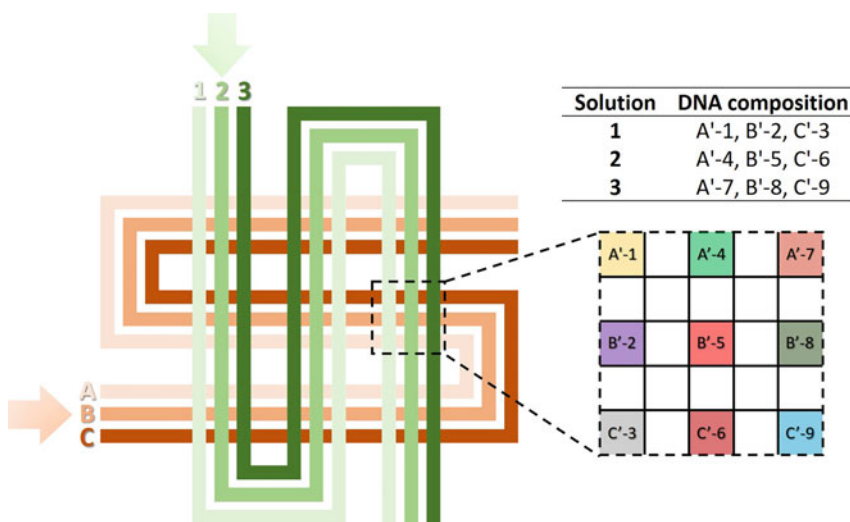 1 2 3
Solution DNA composition
1 A'-1, B'-2, C'-3
2 A'-4, B'-5, C'-6
3 A'-7, B'-8, C'-9
A'-1 A'-4 A'-7
B'-2 B'-5 B'-8
C'-3 C'-6 C'-9
A
B
C